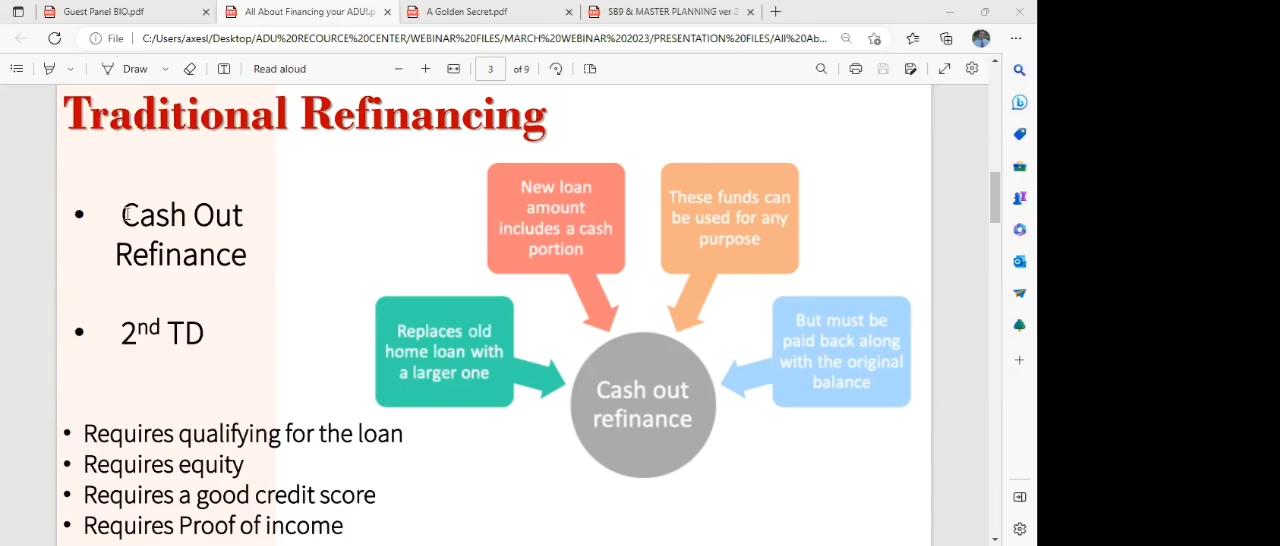 Guest Panel BIO.pdf
All About Financing your ADU!.p
A Golden Secret.pdf
SB9 & MASTER PLANNING ver-2
File
C:/Users/axesl/Desktop/ADU%20RECOURCE%20CENTER/WEBINAR%20FILES/MARCH%20WEBINAR%202023/PRESENTATION%20FILES/All%20Ab...
Draw
Read aloud
3
of 9
Traditional Refinancing
• Cash Out
Refinance
• 2nd TD
• Requires qualifying for the loan
• Requires equity
• Requires a good credit score
• Requires Proof of income
New loan
amount
includes a cash
portion
These funds can
be used for any
purpose
Replaces old
home loan with
a larger one
But must be
paid back along
with the original
balance
Cash out
refinance